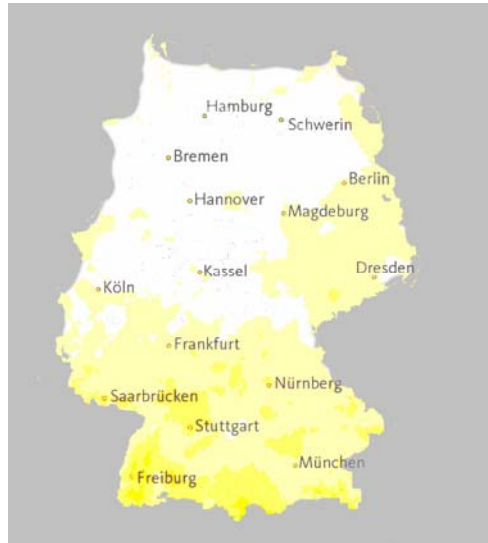 Hamburg
Schwerin
Bremen
Berlin
Hannover
Magdeburg
Kassel
Dresden
Köln
Frankfurt
Nürnberg
Saarbrücken
Stuttgart
München
Freiburg